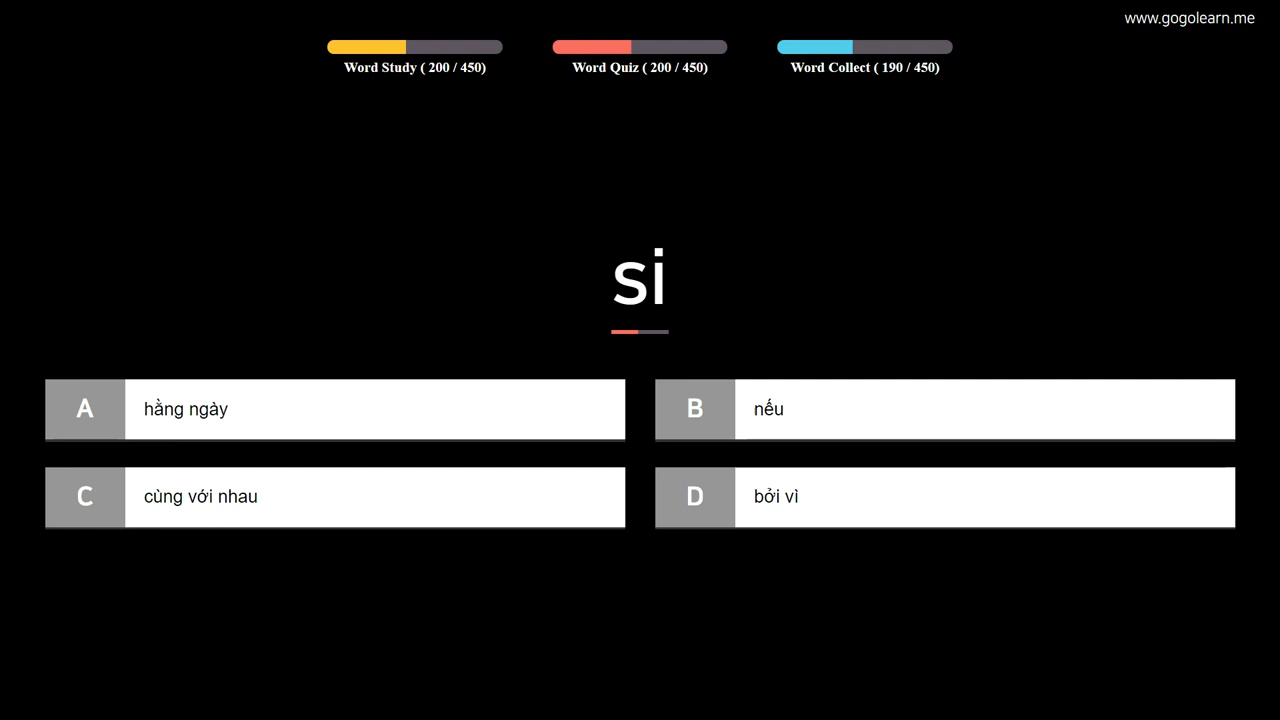 www.gogolearn.me
Word Study ( 200 / 450)
Word Quiz ( 200 / 450)
Word Collect ( 190 / 450)
si
A hằng ngày
B nếu
C cùng với nhau
D bởi vì